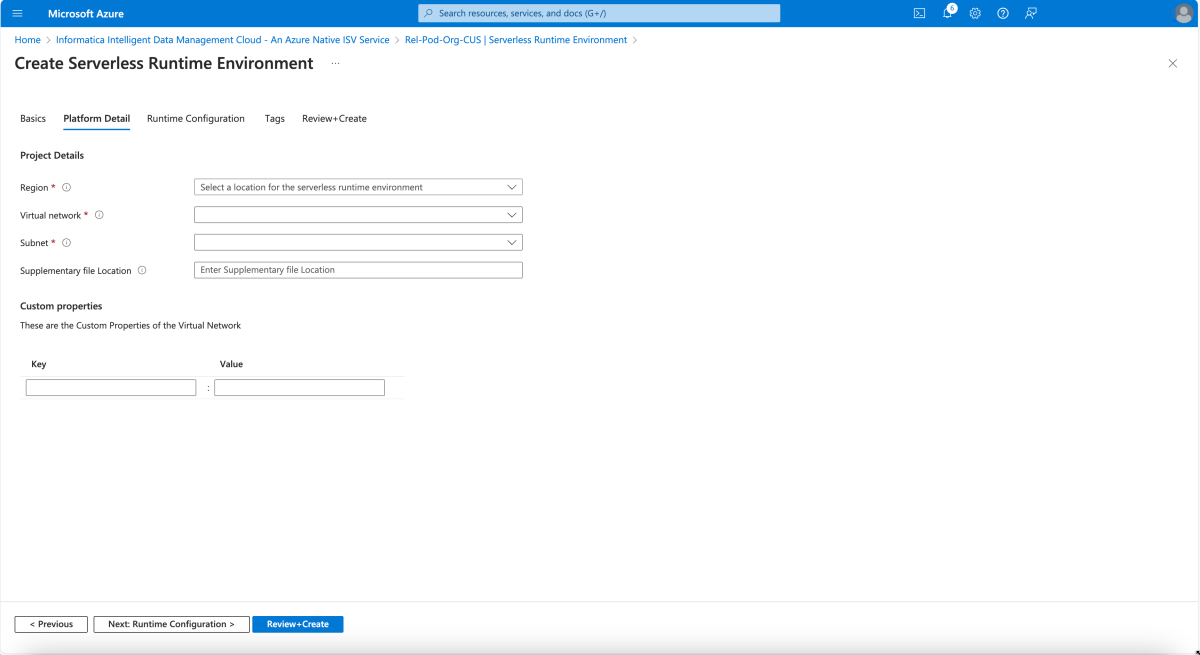 Microsoft Azure
Search resources, services, and docs (G+/)
6
Home > Informatica Intelligent Data Management Cloud - An Azure Native ISV Service > Rel-Pod-Org-CUS | Serverless Runtime Environment >
Create Serverless Runtime Environment ...
Basics Platform Detail Runtime Configuration Tags Review+Create
Project Details
Region * Select a location for the serverless runtime environment
Virtual network *
Subnet *
Supplementary file Location Enter Supplementary file Location
Custom properties
These are the Custom Properties of the Virtual Network
Key Value
:
< Previous Next: Runtime Configuration > Review+Create